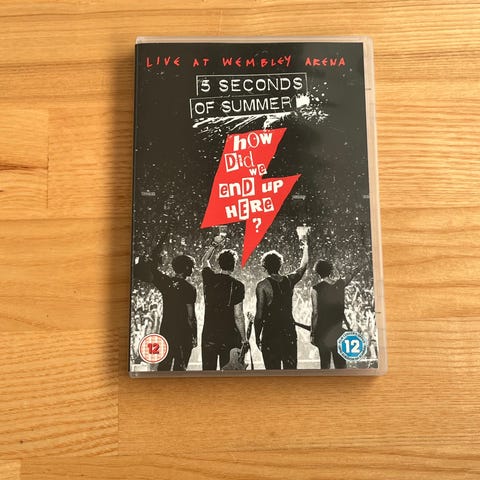 LIVE AT WEMBLEY ARENA
5 SECONDS
OF SUMMER
HOW
DID
WE
END UP
HERE
?
12
12